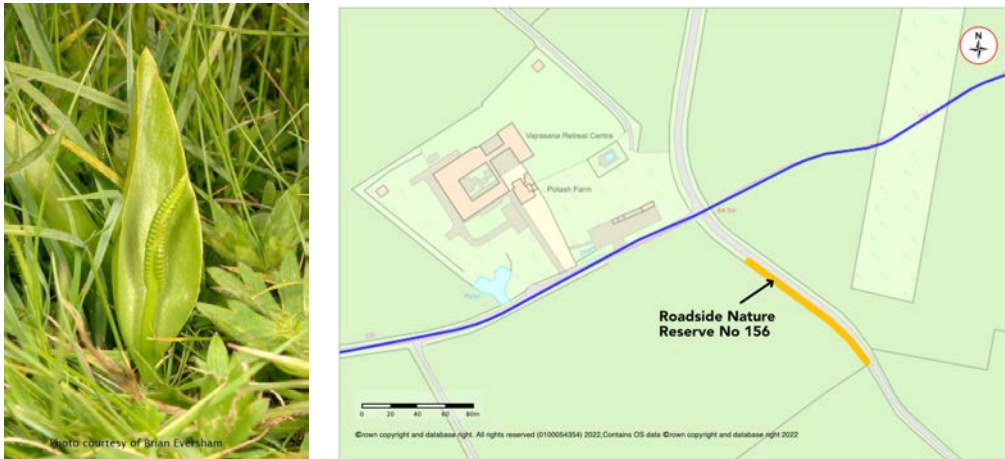 Photo courtesy of Brian Eversham
N
Vajrasana Retreat Centre
Potash Farm
Pond
Roadside Nature
Reserve No 156
0 20 40 60 80m
©rown copyright and database right. All rights reserved (0100054354) 2022,Contains OS data ©rown copyright and database right 2022